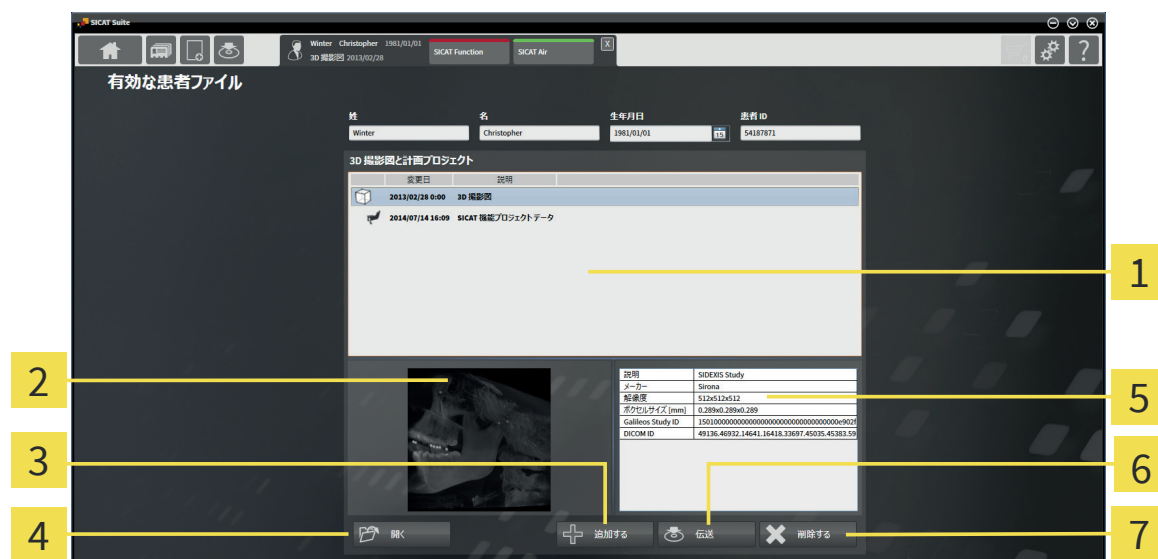 SICAT Suite
Winter Christopher 1981/01/01
3D 撮影図 2013/02/28
SICAT Function
SICAT Air
X
?
有効な患者ファイル
姓 名 生年月日 患者 ID
Winter Christopher 1981/01/01 15 54187871
3D 撮影図と計画プロジェクト
変更日 説明
2013/02/28 0:00 3D 撮影図
2014/07/14 16:09 SICAT 機能プロジェクトデータ
1
2
説明 SIDEXIS Study
メーカー Sirona
解像度 512x512x512
5
ボクセルサイズ [mm] 0.289x0.289x0.289
Galileos Study ID
DICOM ID 49136.46932.14641.16418.33697.45035.45383.59
3
6
4
開く 追加する 伝送 削除する
7